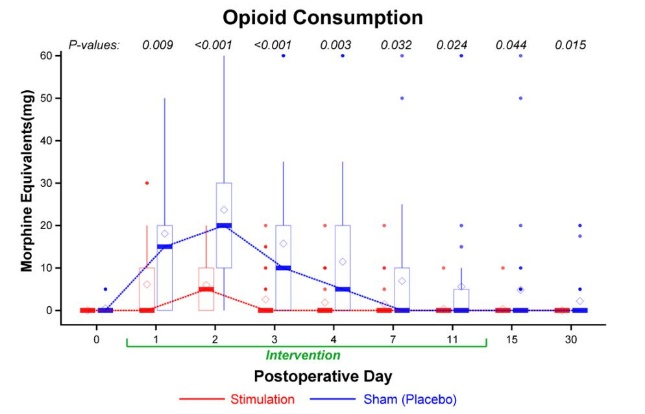 Opioid Consumption
P-values: 0.009 <0.001 <0.001 0.003 0.032 0.024 0.044 0.015
60
50
40
30
20
10
0
Morphine Equivalents(mg)
0 1 2 3 4 7 11 15 30
Intervention
Postoperative Day
Stimulation Sham (Placebo)